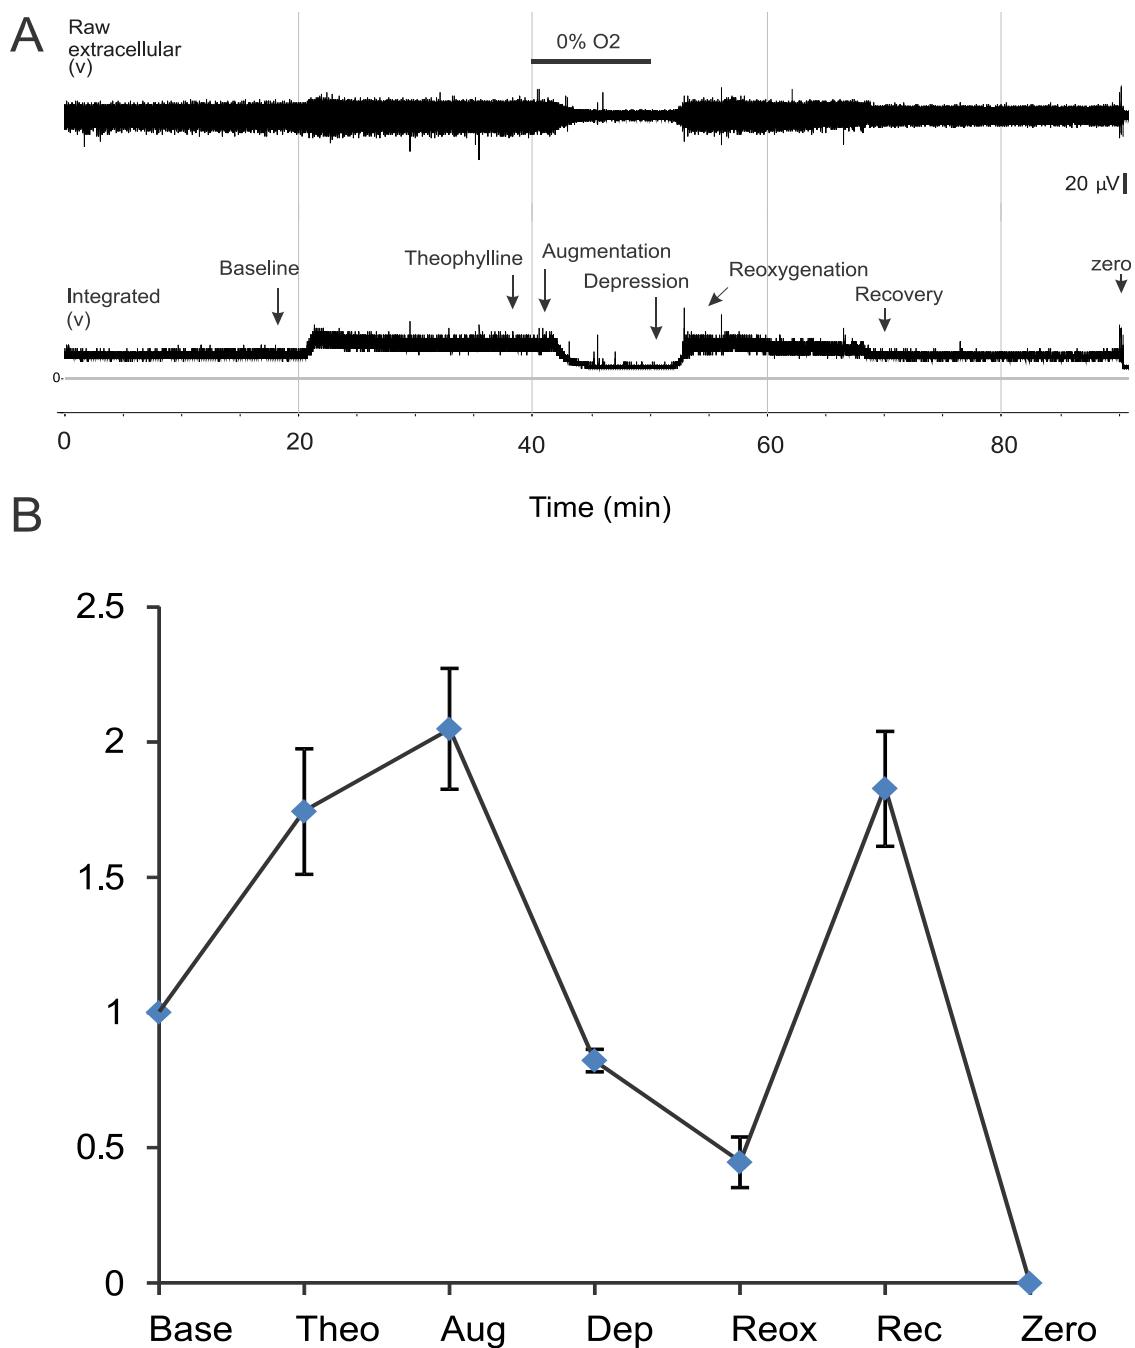 A
Raw
extracellular
(v)
0% O2
20 µV
Baseline
Theophylline
Augmentation
Depression
Reoxygenation
Recovery
zero
Integrated
(v)
0-
0 20 40 60 80
Time (min)
B
2.5
2
1.5
1
0.5
0
Base Theo Aug Dep Reox Rec Zero